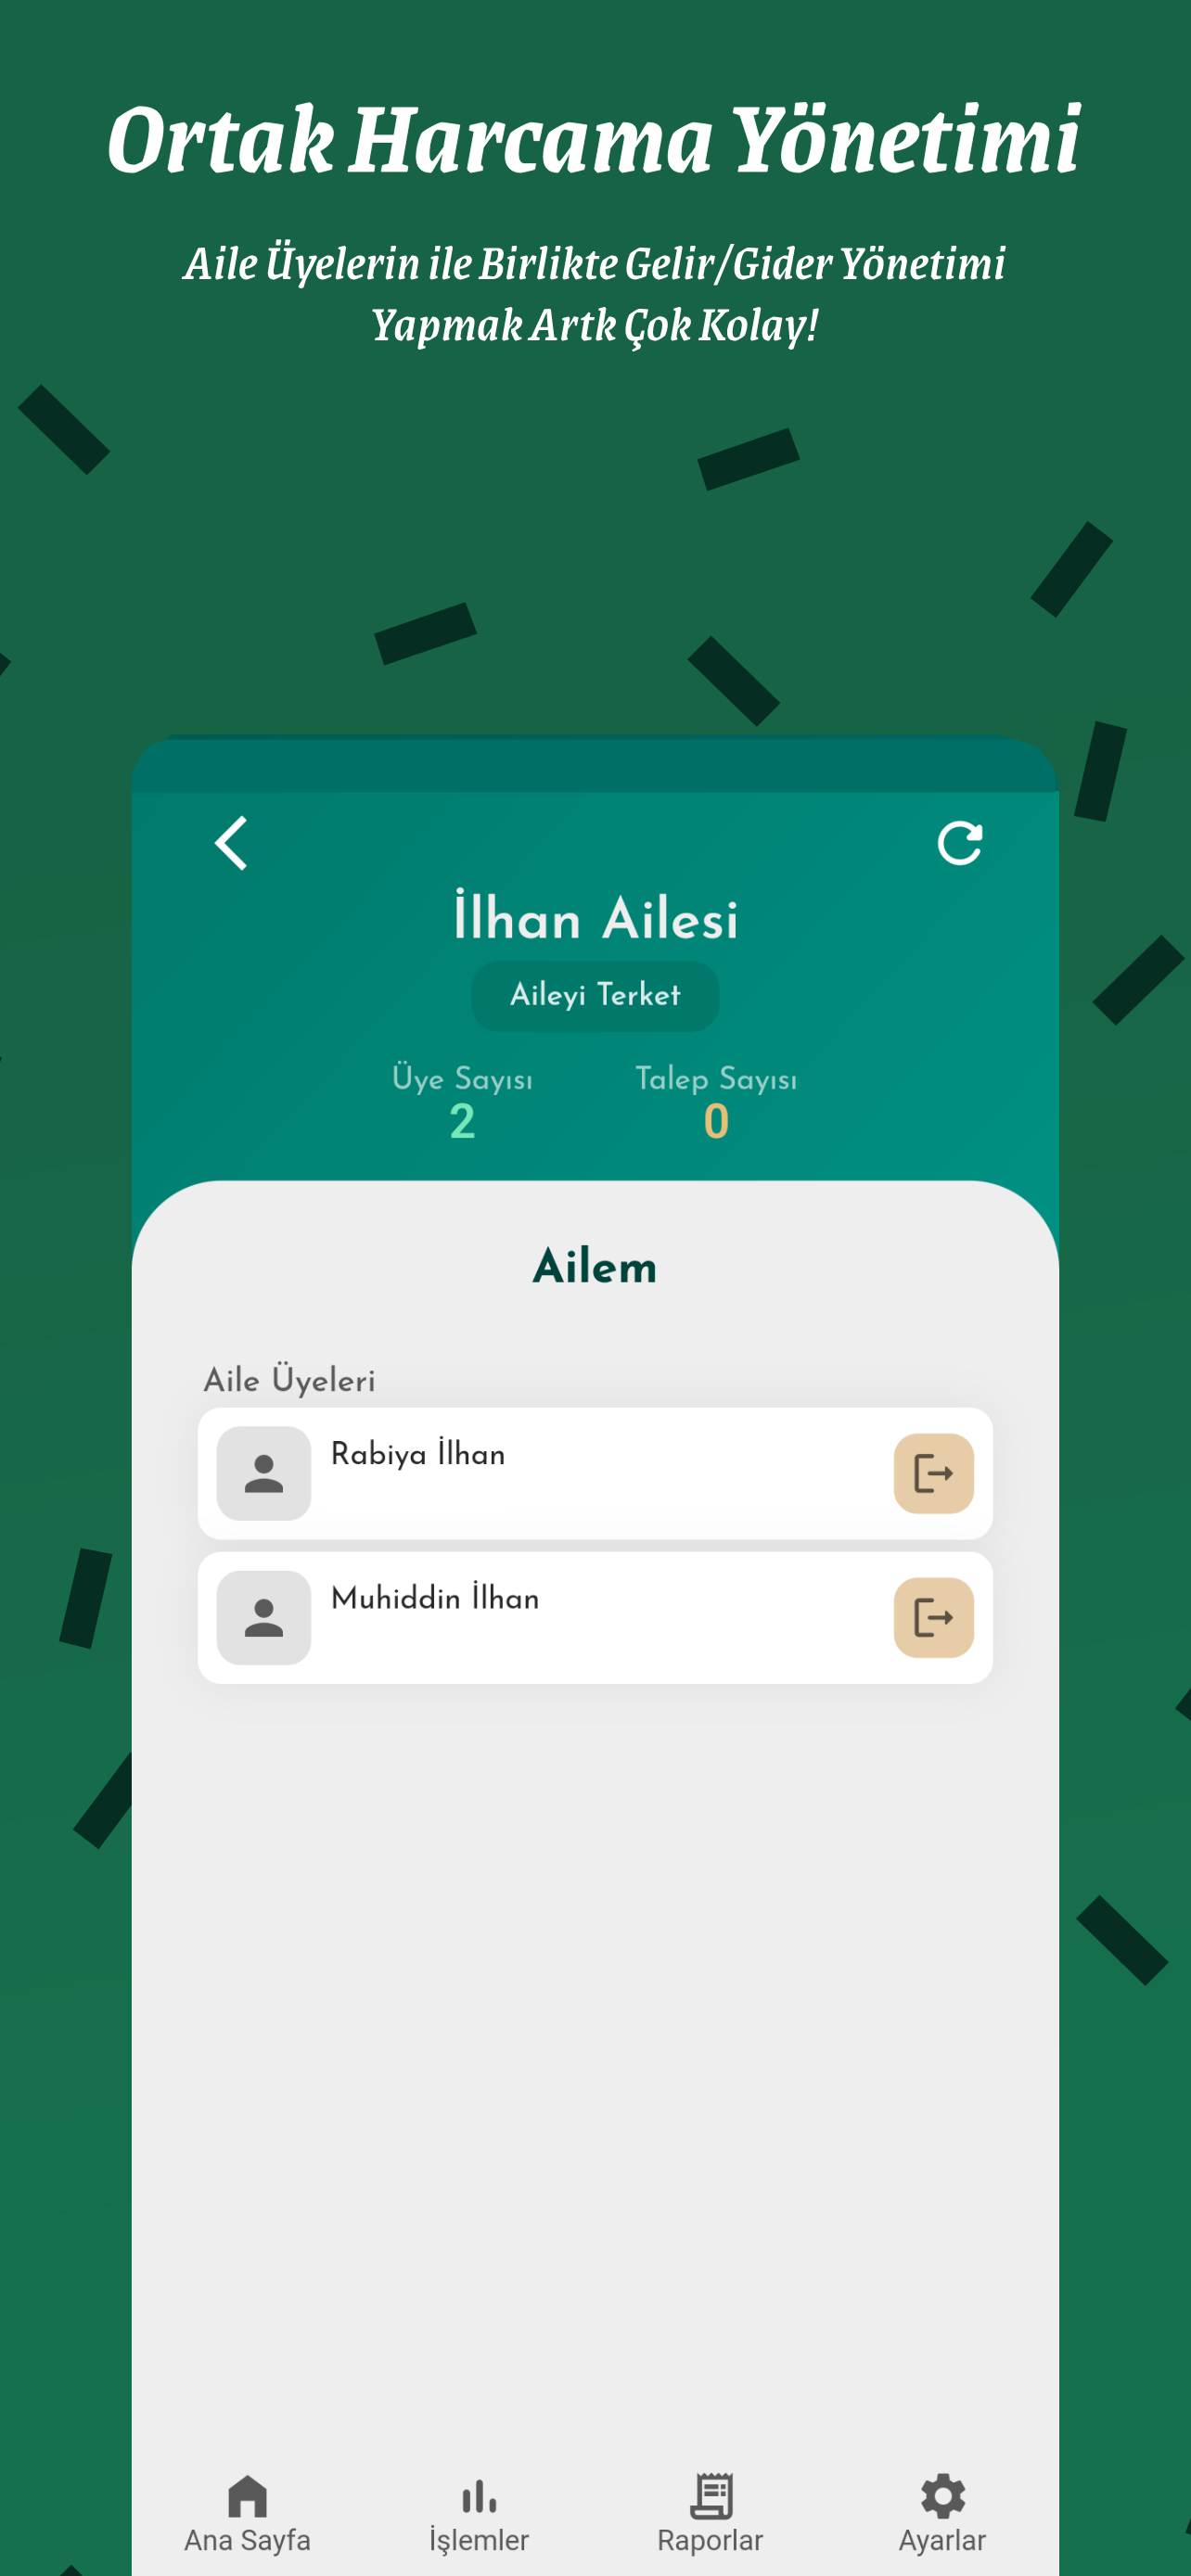 Ortak Harcama Yönetimi
Aile Üyelerin ile Birlikte Gelir/Gider Yönetimi
Yapmak Artk Çok Kolay!
İlhan Ailesi
Aileyi Terket
Üye Sayısı Talep Sayısı
2 0
Ailem
Aile Üyeleri
Rabiya İlhan
Muhiddin İlhan
Ana Sayfa İşlemler Raporlar Ayarlar